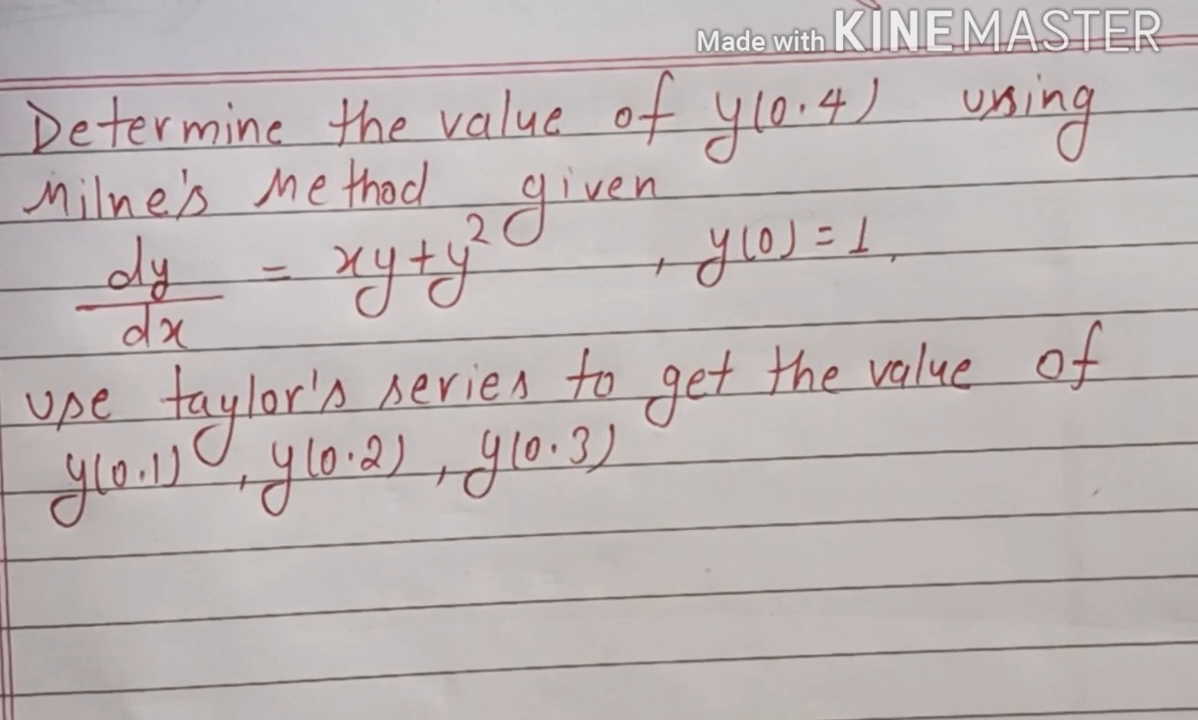 Made with KINEMASTER
Determine the value of y(0.4) using
Milne's Method given
dy/dx = xy+y², y(0)=1.
use taylor's series to get the value of
y(0.1), y(0.2), y(0.3)